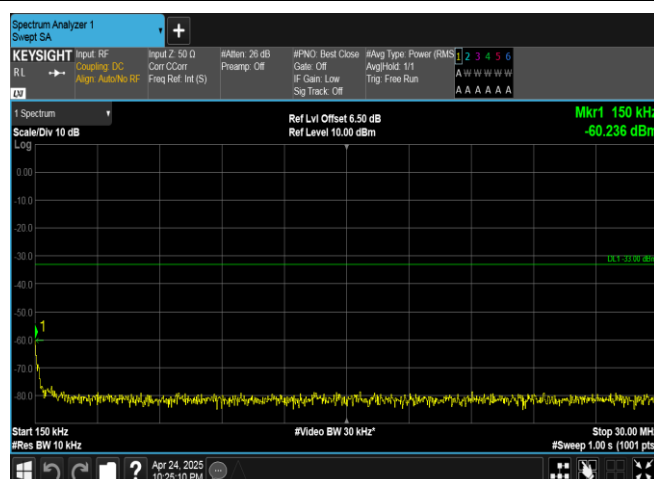 Spectrum Analyzer 1
Swept SA
+
KEYSIGHT
RL
LXI
Input: RF
Coupling: DC
Align: Auto/No RF
Input Z: 50 Ω
Corr CCorr
Freq Ref: Int (S)
#Atten: 26 dB
Preamp: Off
#PNO: Best Close
Gate: Off
IF Gain: Low
Sig Track: Off
#Avg Type: Power (RMS
Avg|Hold: 1/1
Trig: Free Run
1 2 3 4 5 6
A W W W W W
A A A A A A
1 Spectrum
Scale/Div 10 dB
Log
Ref Lvl Offset 6.50 dB
Ref Level 10.00 dBm
Mkr1 150 kHz
-60.236 dBm
0.00
-10.0
-20.0
-30.0
DL1 -33.00 dBm
-40.0
-50.0
1
-60.0
-70.0
-80.0
Start 150 kHz
#Res BW 10 kHz
#Video BW 30 kHz*
Stop 30.00 MHz
#Sweep 1.00 s (1001 pts)
?
Apr 24, 2025
10:25:10 PM